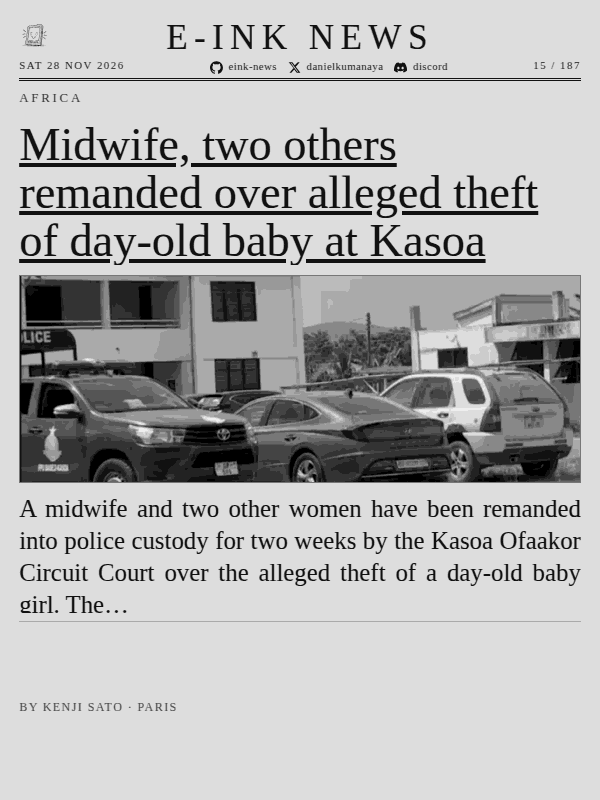 E-INK NEWS
SAT 28 NOV 2026
eink-news
danielkumanaya
discord
15 / 187
AFRICA
Midwife, two others
remanded over alleged theft
of day-old baby at Kasoa
LICE
A midwife and two other women have been remanded
into police custody for two weeks by the Kasoa Ofaakor
Circuit Court over the alleged theft of a day-old baby
girl. The…
BY KENJI SATO · PARIS